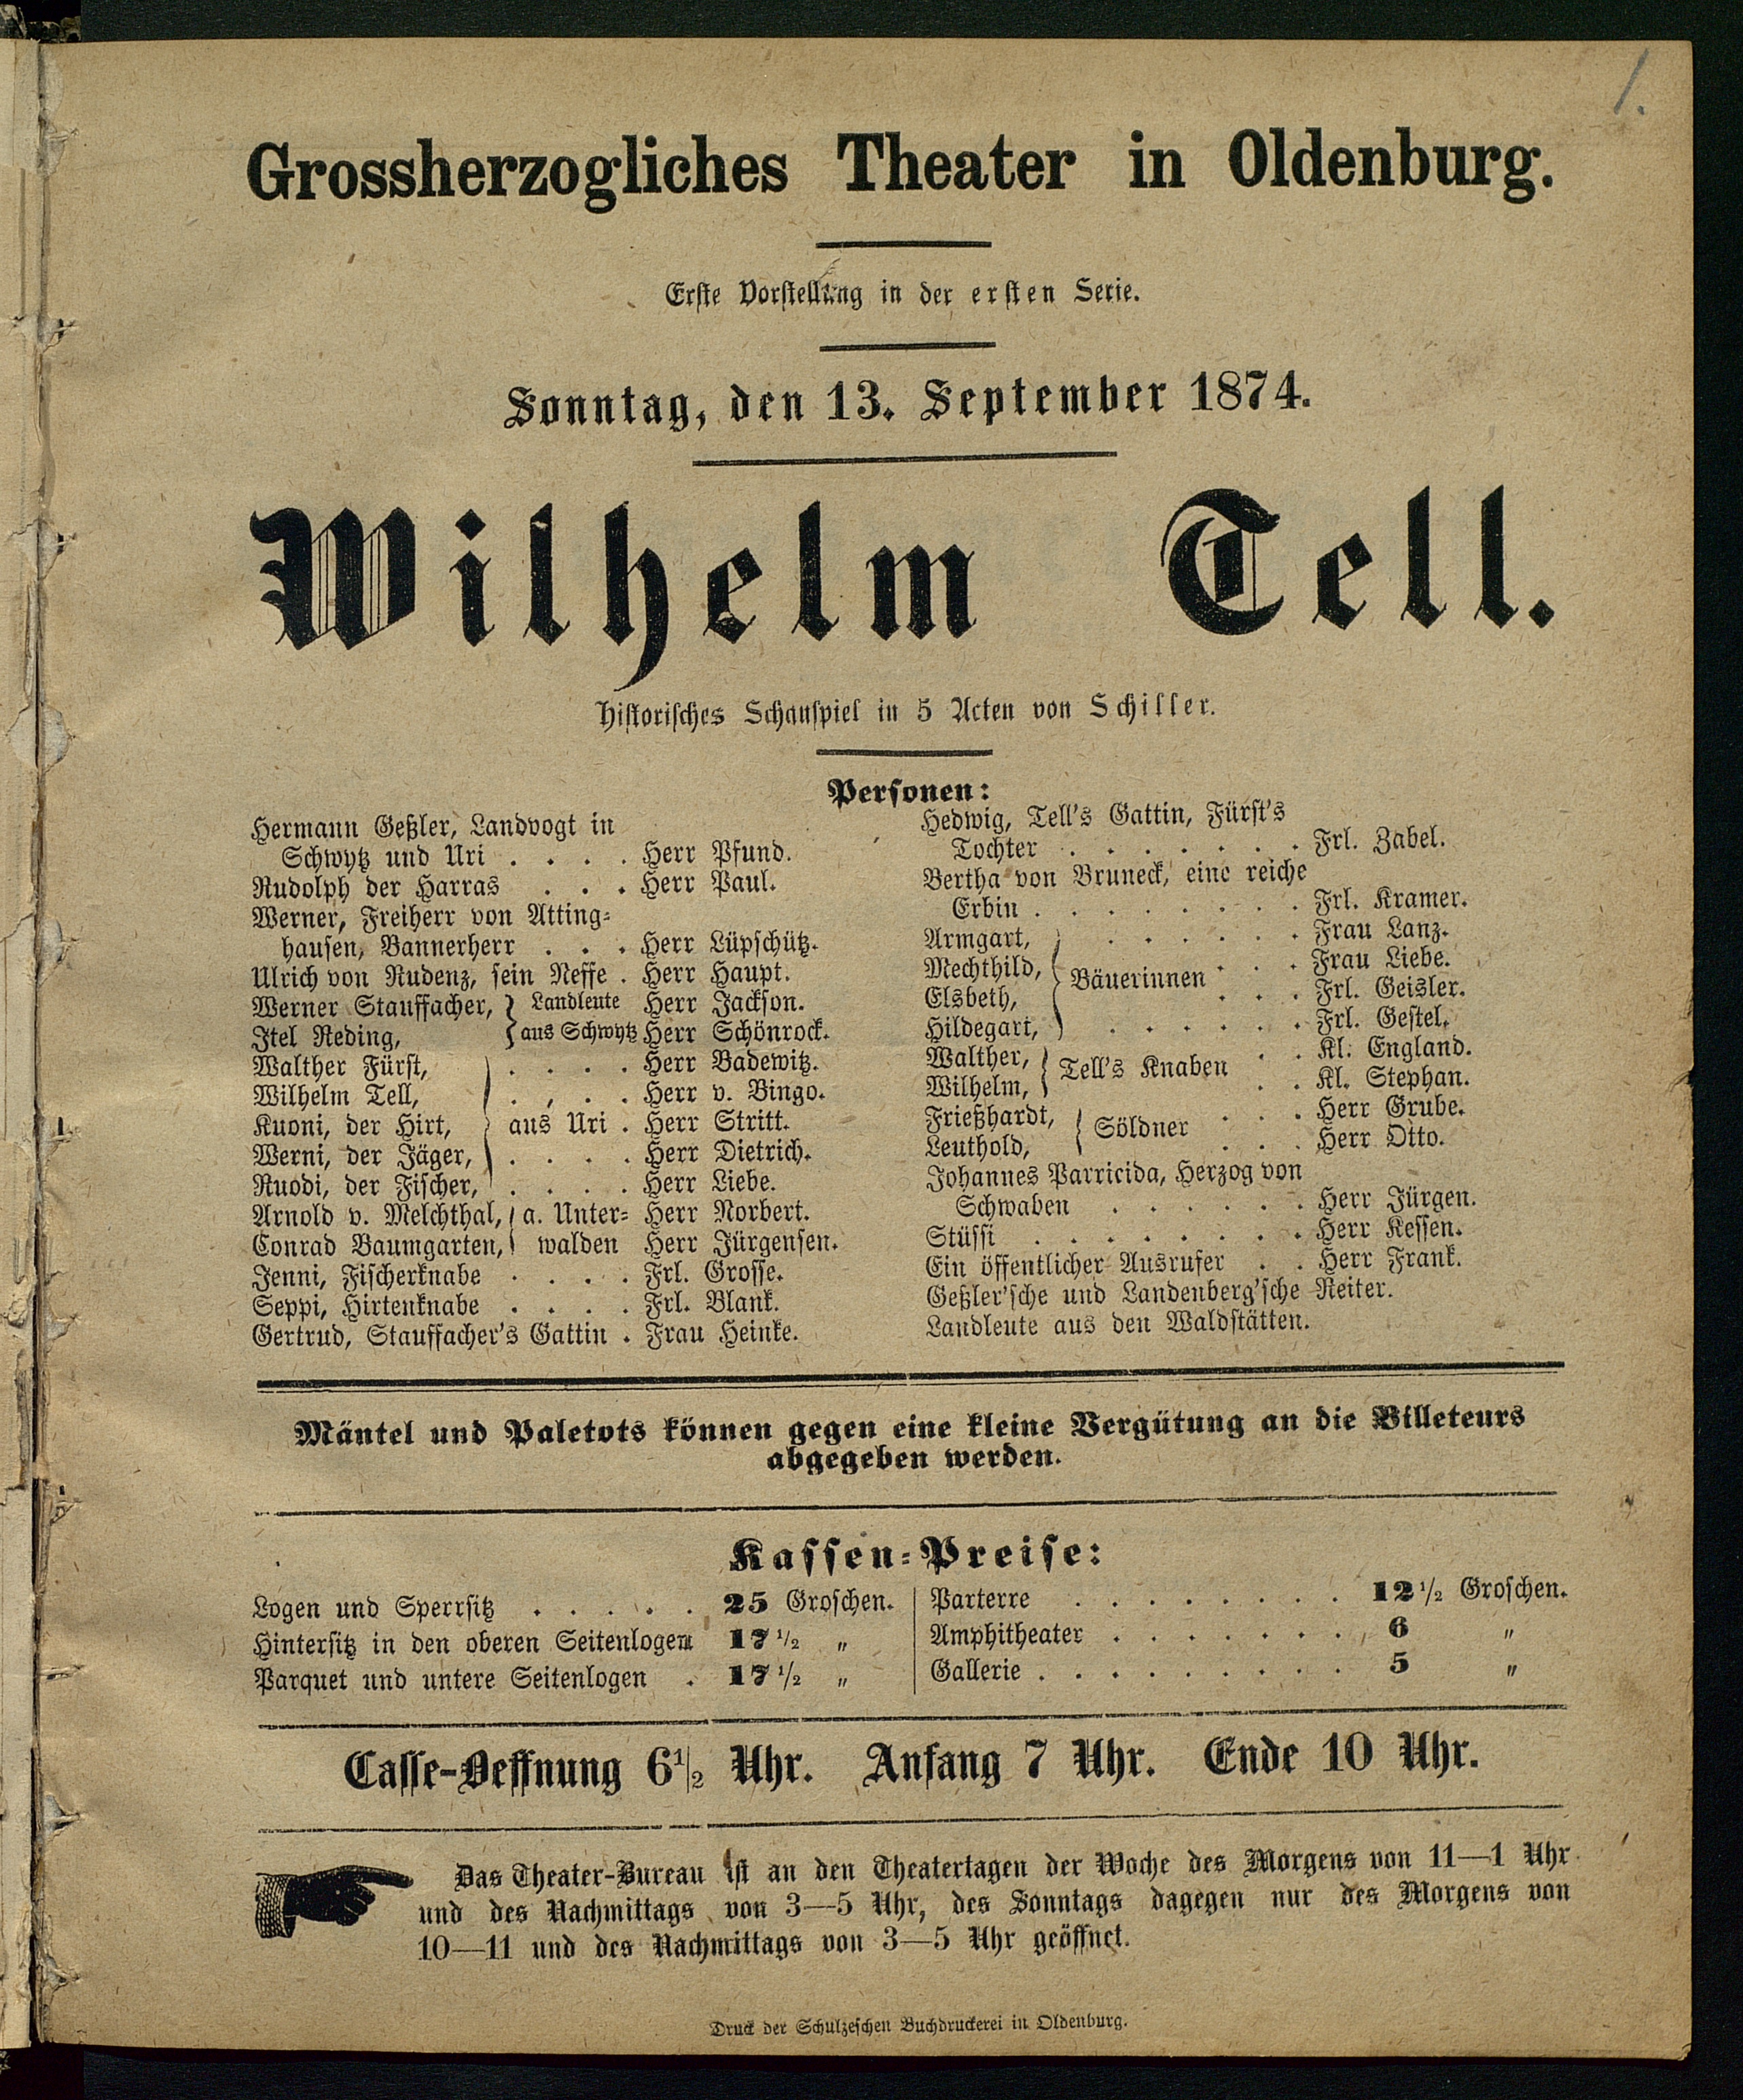 1.
Grossherzogliches Theater in Oldenburg.
Erste Vorstellung in der ersten Serie.
Sonntag, den 13. September 1874.
Wilhelm Tell.
Historisches Schauspiel in 5 Acten von Schiller.
Personen:
Hermann Geßler, Landvogt in
Schwytz und Uri . . . . Herr Pfund.
Rudolph der Harras . . . Herr Paul.
Werner, Freiherr von Atting-
hausen, Bannerherr . . . Herr Lüpschütz.
Ulrich von Rudenz, sein Neffe . Herr Haupt.
Werner Stauffacher, } Landleute Herr Jackson.
Itel Reding, } aus Schwytz Herr Schönrock.
Walther Fürst, . . . . Herr Badewitz.
Wilhelm Tell, . , . . Herr v. Bingo.
Kuoni, der Hirt, } aus Uri . Herr Stritt.
Werni, der Jäger, . . . . Herr Dietrich.
Ruodi, der Fischer, . . . . Herr Liebe.
Arnold v. Melchthal, } a. Unter- Herr Norbert.
Conrad Baumgarten, } walden Herr Jürgensen.
Jenni, Fischerknabe . . . . Frl. Grosse.
Seppi, Hirtenknabe . . . . Frl. Blank.
Gertrud, Stauffacher's Gattin . Frau Heinke.
Hedwig, Tell's Gattin, Fürst's
Tochter . . . . . . . Frl. Zabel.
Bertha von Bruneck, eine reiche
Erbin . . . . . . . . Frl. Kramer.
Armgart, . . . . . . Frau Lanz.
Mechthild, } Bäuerinnen . . . Frau Liebe.
Elsbeth, . . . Frl. Geisler.
Hildegart, . . . . . . Frl. Gestel.
Walther, } Tell's Knaben . . Kl. England.
Wilhelm, . . Kl. Stephan.
Frießhardt, { Söldner . . . Herr Grube.
Leuthold, . . . Herr Otto.
Johannes Parricida, Herzog von
Schwaben . . . . . . Herr Jürgen.
Stüssi . . . . . . . . Herr Kessen.
Ein öffentlicher Ausrufer . . Herr Frank.
Geßler'sche und Landenberg'sche Reiter.
Landleute aus den Waldstätten.
Mäntel und Paletots können gegen eine kleine Vergütung an die Billeteurs
abgegeben werden.
Kassen-Preise:
Logen und Sperrsitz . . . . . 25 Groschen.
Hintersitz in den oberen Seitenlogen 17 1/2 "
Parquet und untere Seitenlogen . 17 1/2 "
Parterre . . . . . . . . 12 1/2 Groschen.
Amphitheater . . . . . . . 6 "
Gallerie . . . . . . . . . 5 "
Casse-Oeffnung 6 1/2 Uhr. Anfang 7 Uhr. Ende 10 Uhr.
Das Theater-Bureau ist an den Theatertagen der Woche des Morgens von 11—1 Uhr
und des Nachmittags von 3—5 Uhr, des Sonntags dagegen nur des Morgens von
10—11 und des Nachmittags von 3—5 Uhr geöffnet.
Druck der Schulzeschen Buchdruckerei in Oldenburg.